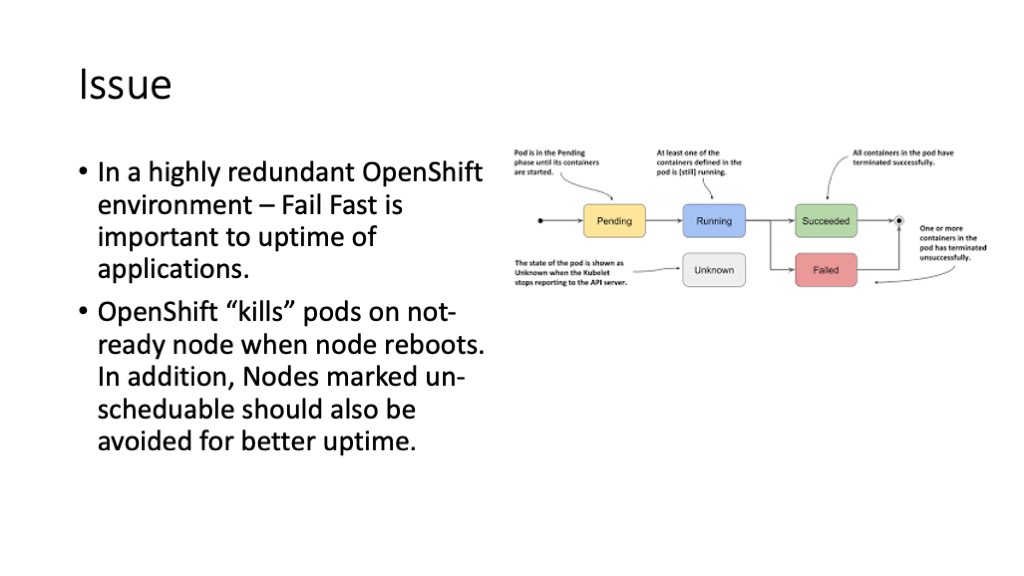 Issue
• In a highly redundant OpenShift
environment – Fail Fast is
important to uptime of
applications.
• OpenShift “kills” pods on not-
ready node when node reboots.
In addition, Nodes marked un-
scheduable should also be
avoided for better uptime.
Pod is in the Pending
phase until its containers
are started.
At least one of the
containers defined in the
pod is (still) running.
All containers in the pod have
terminated successfully.
Pending
Running
Succeeded
One or more
containers in the
pod has terminated
unsuccessfully.
The state of the pod is shown as
Unknown when the Kubelet
stops reporting to the API server.
Unknown
Failed